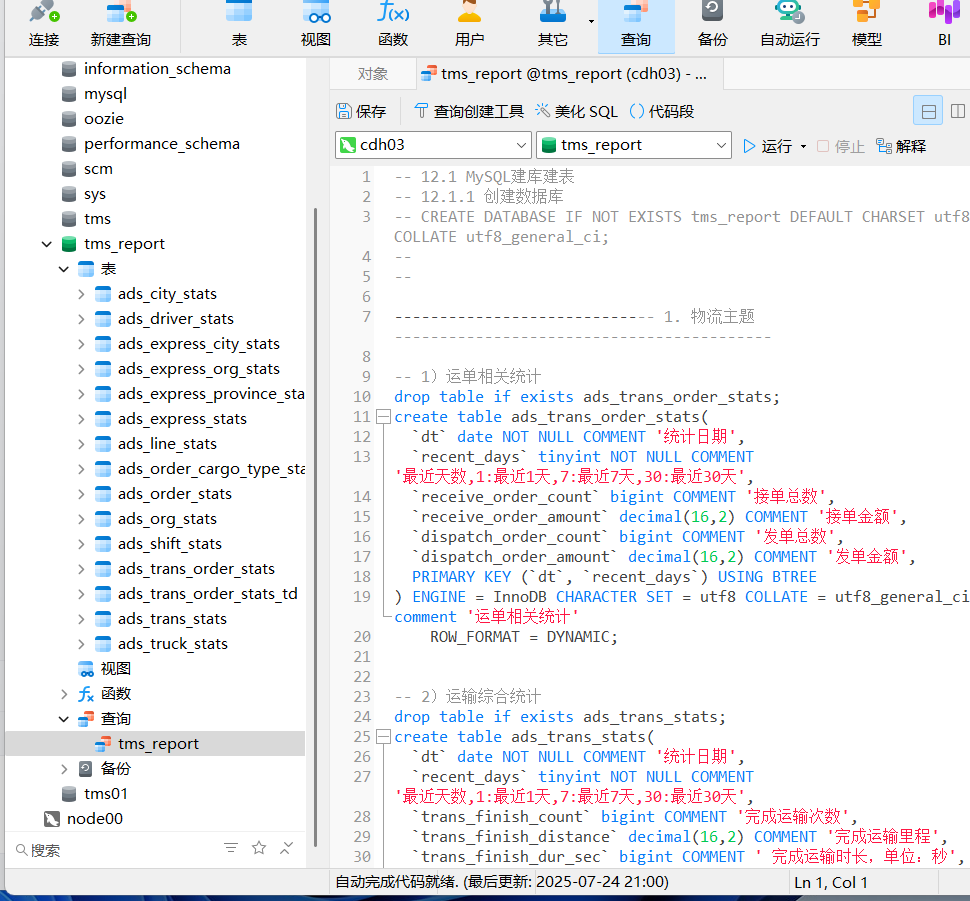 连接 新建查询 表 视图 函数 用户 其它 查询 备份 自动运行 模型 BI
information_schema
mysql
oozie
performance_schema
scm
sys
tms
tms_report
表
ads_city_stats
ads_driver_stats
ads_express_city_stats
ads_express_org_stats
ads_express_province_sta
ads_express_stats
ads_line_stats
ads_order_cargo_type_sta
ads_order_stats
ads_org_stats
ads_shift_stats
ads_trans_order_stats
ads_trans_order_stats_td
ads_trans_stats
ads_truck_stats
视图
函数
查询
tms_report
备份
tms01
node00
搜索
对象 tms_report @tms_report (cdh03) - ...
保存 查询创建工具 美化 SQL () 代码段
cdh03 tms_report 运行 停止 解释
1 -- 12.1 MySQL建库建表
2 -- 12.1.1 创建数据库
3 -- CREATE DATABASE IF NOT EXISTS tms_report DEFAULT CHARSET utf8
COLLATE utf8_general_ci;
4 --
5 --
6
7 ----------------------------- 1. 物流主题
------------------------------------------
8
9 -- 1）运单相关统计
10 drop table if exists ads_trans_order_stats;
11 create table ads_trans_order_stats(
12 `dt` date NOT NULL COMMENT '统计日期',
13 `recent_days` tinyint NOT NULL COMMENT
'最近天数,1:最近1天,7:最近7天,30:最近30天',
14 `receive_order_count` bigint COMMENT '接单总数',
15 `receive_order_amount` decimal(16,2) COMMENT '接单金额',
16 `dispatch_order_count` bigint COMMENT '发单总数',
17 `dispatch_order_amount` decimal(16,2) COMMENT '发单金额',
18 PRIMARY KEY (`dt`, `recent_days`) USING BTREE
19 ) ENGINE = InnoDB CHARACTER SET = utf8 COLLATE = utf8_general_ci
comment '运单相关统计'
20 ROW_FORMAT = DYNAMIC;
21
22
23 -- 2）运输综合统计
24 drop table if exists ads_trans_stats;
25 create table ads_trans_stats(
26 `dt` date NOT NULL COMMENT '统计日期',
27 `recent_days` tinyint NOT NULL COMMENT
'最近天数,1:最近1天,7:最近7天,30:最近30天',
28 `trans_finish_count` bigint COMMENT '完成运输次数',
29 `trans_finish_distance` decimal(16,2) COMMENT '完成运输里程',
30 `trans_finish_dur_sec` bigint COMMENT ' 完成运输时长，单位：秒',
自动完成代码就绪. (最后更新: 2025-07-24 21:00) Ln 1, Col 1